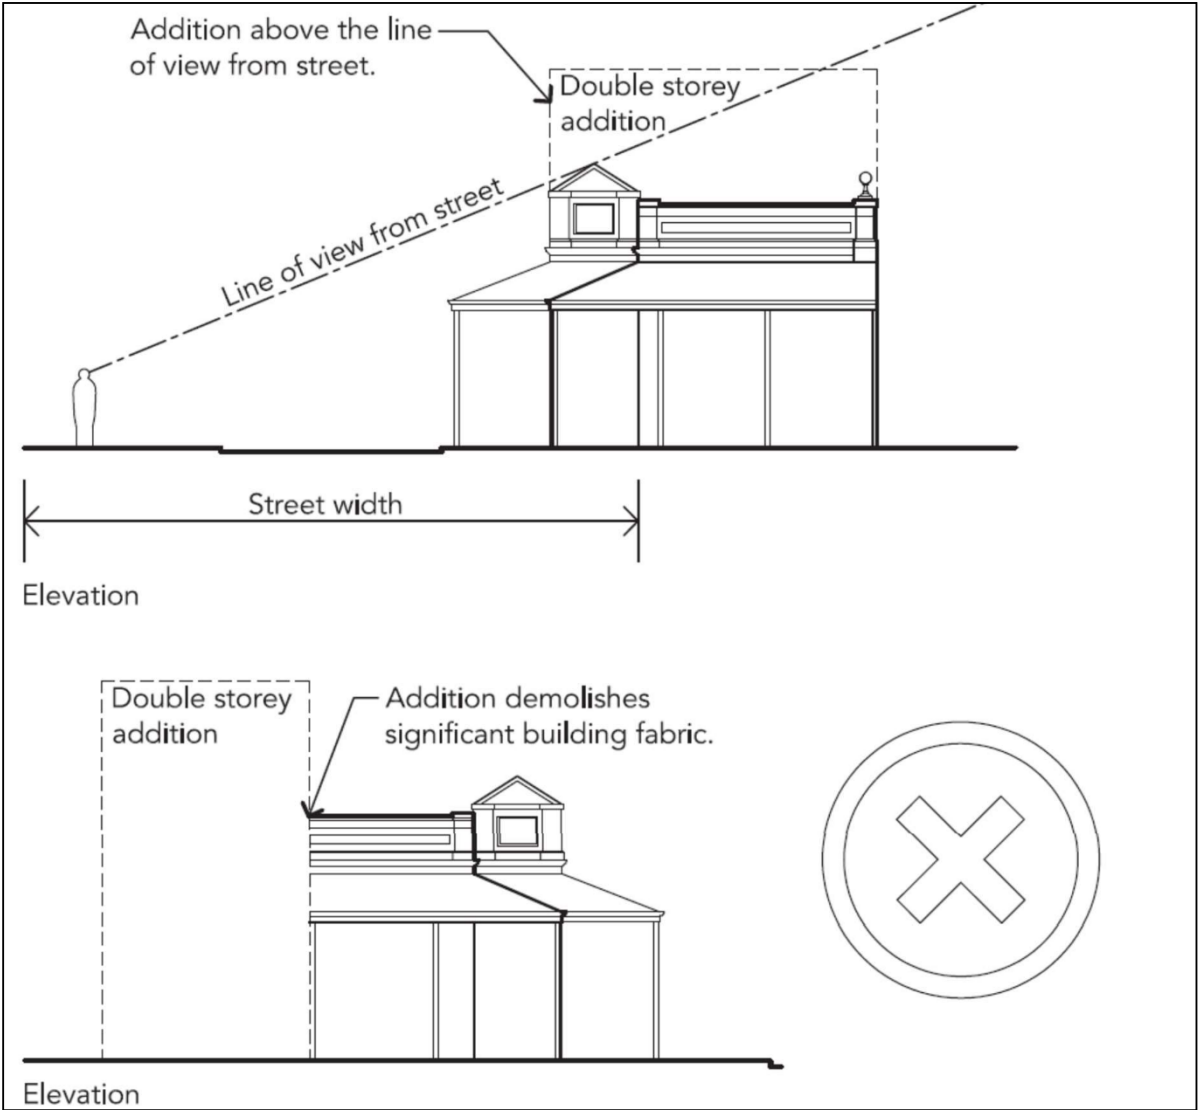 Addition above the line
of view from street.
Double storey
addition
Line of view from street
Street width
Elevation
Double storey
addition
Addition demolishes
significant building fabric.
Elevation